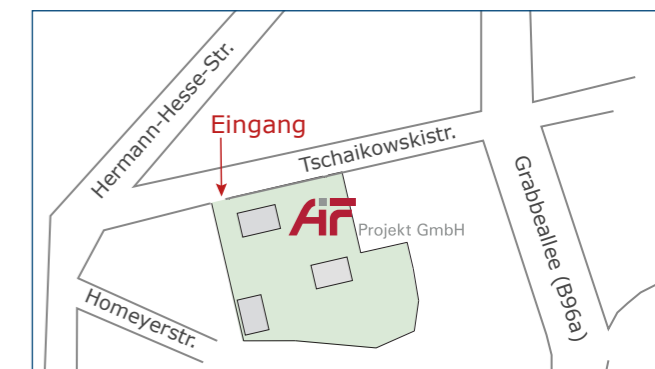 Hermann-Hesse-Str.
Eingang
Tschaikowskistr.
AiF Projekt GmbH
Grabbeallee (B96a)
Homeyerstr.